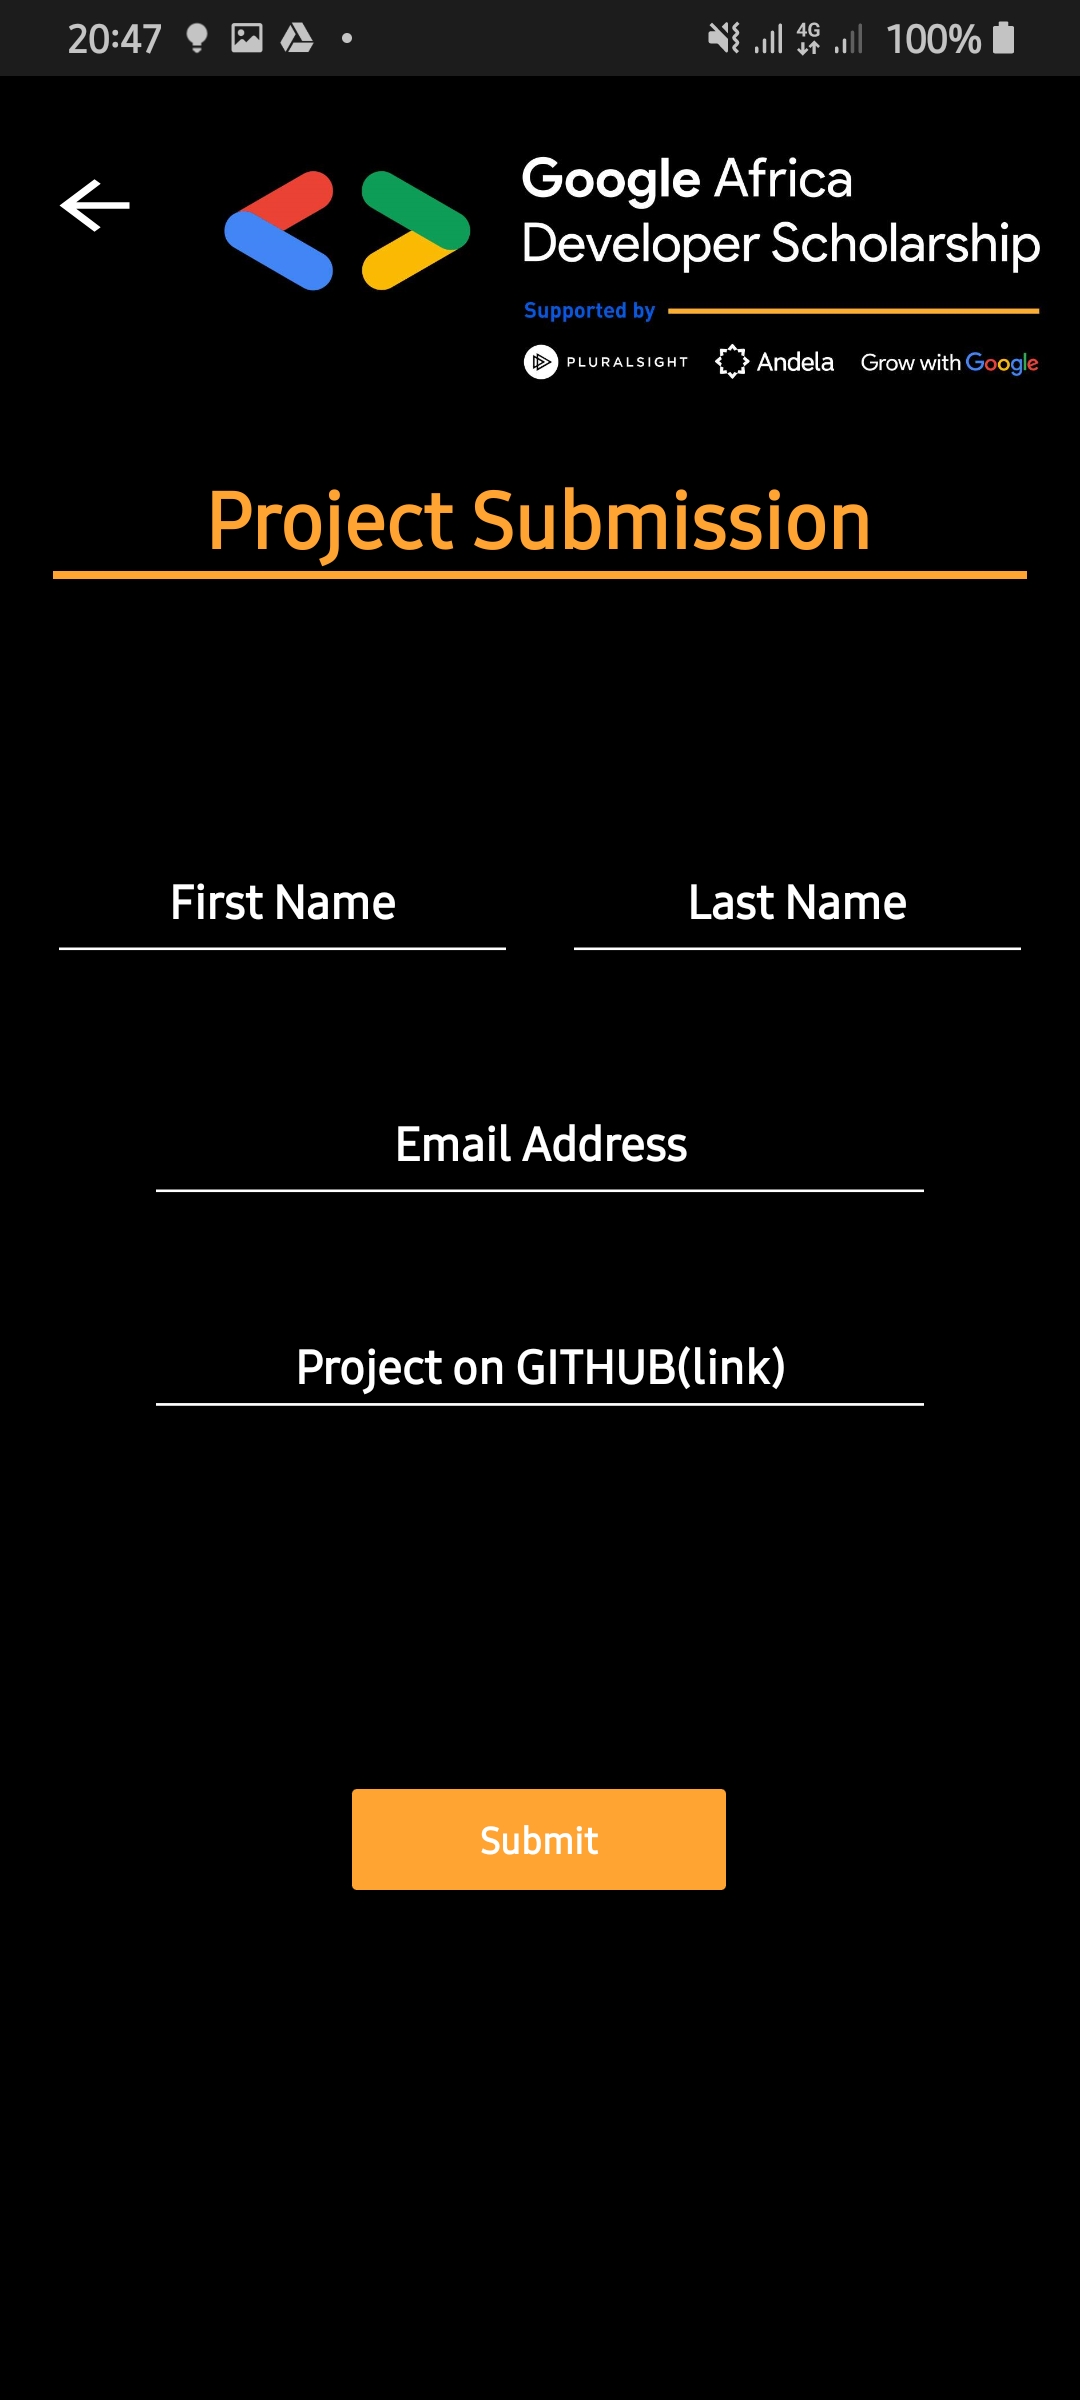 20:47
4G
100%
Google Africa
Developer Scholarship
Supported by
PLURALSIGHT Andela Grow with Google
Project Submission
First Name Last Name
Email Address
Project on GITHUB(link)
Submit